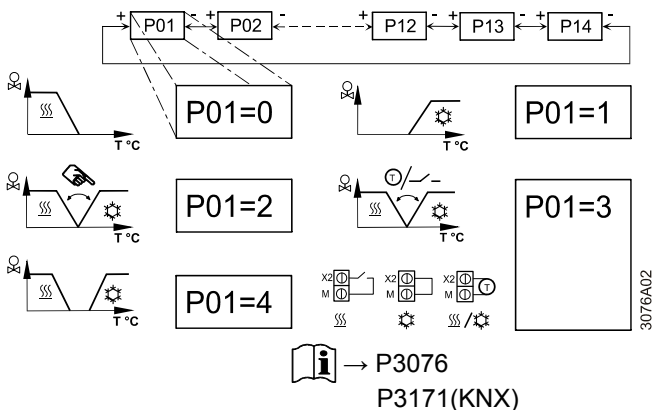 + P01 - + P02 - + P12 - + P13 - + P14 -
T °C P01=0 T °C P01=1
T °C P01=2 T / T °C P01=3
T °C P01=4
X2 X2 X2
M M M T
/
3076A02
i → P3076
P3171(KNX)